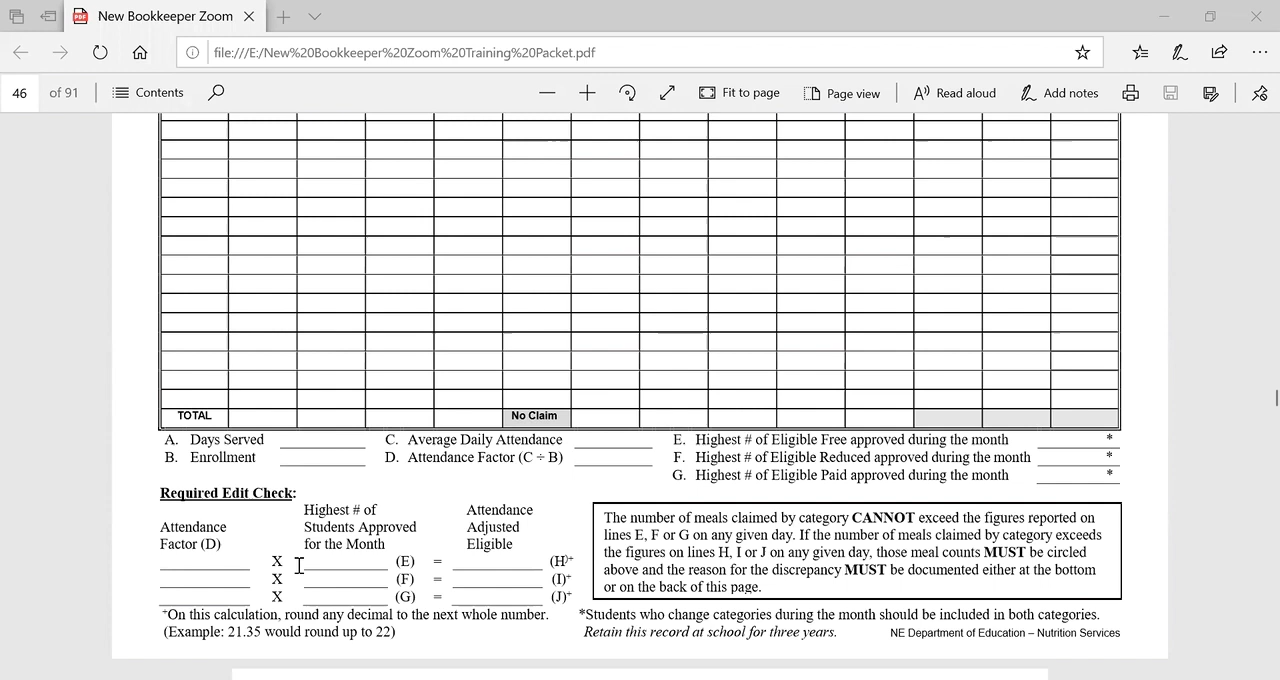 New Bookkeeper Zoom
file:///E:/New%20Bookkeeper%20Zoom%20Training%20Packet.pdf
46 of 91 Contents Fit to page Page view Read aloud Add notes
TOTAL No Claim
A. Days Served
B. Enrollment
C. Average Daily Attendance
D. Attendance Factor (C ÷ B)
E. Highest # of Eligible Free approved during the month *
F. Highest # of Eligible Reduced approved during the month *
G. Highest # of Eligible Paid approved during the month *
Required Edit Check:
Attendance
Factor (D)
Highest # of
Students Approved
for the Month
Attendance
Adjusted
Eligible
X (E) = (H)+
X (F) = (I)+
X (G) = (J)+
The number of meals claimed by category CANNOT exceed the figures reported on
lines E, F or G on any given day. If the number of meals claimed by category exceeds
the figures on lines H, I or J on any given day, those meal counts MUST be circled
above and the reason for the discrepancy MUST be documented either at the bottom
or on the back of this page.
+On this calculation, round any decimal to the next whole number.
(Example: 21.35 would round up to 22)
*Students who change categories during the month should be included in both categories.
Retain this record at school for three years.
NE Department of Education – Nutrition Services